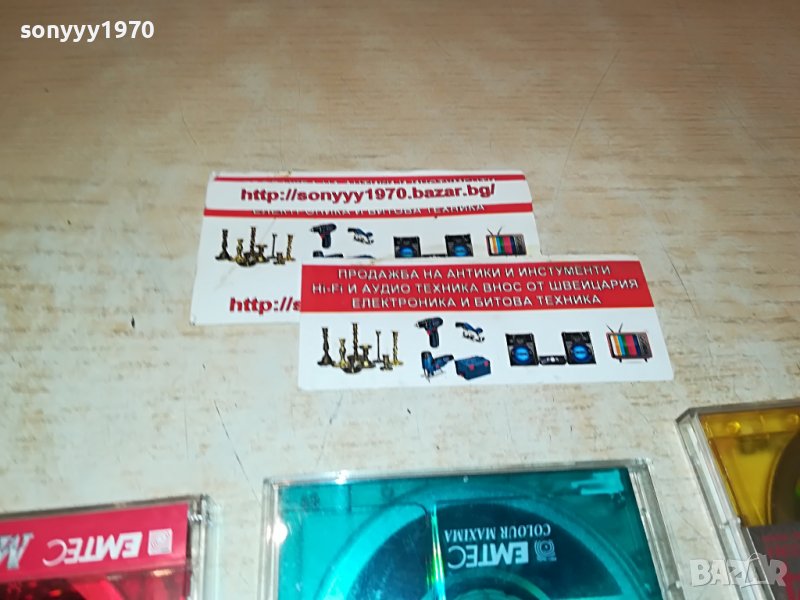 sonyyy1970
http://sonyyy1970.bazar.bg/
ЕЛЕКТРОНИКА И БИТОВА ТЕХНИКА
http://s
ПРОДАЖБА НА АНТИКИ И ИНСТУМЕНТИ
Hi-Fi И АУДИО ТЕХНИКА ВНОС ОТ ШВЕЙЦАРИЯ
ЕЛЕКТРОНИКА И БИТОВА ТЕХНИКА
EMTEC M
EMTEC
COLOUR MAXIMA
BAZAR